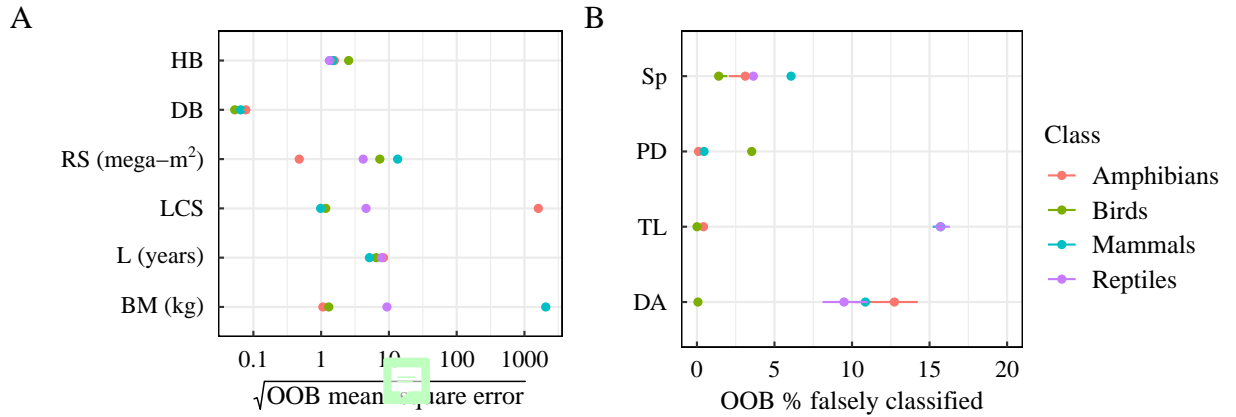 A
HB
DB
RS (mega−m²)
LCS
L (years)
BM (kg)
0.1 1 10 100 1000
√OOB mean square error
B
Sp
PD
TL
DA
0 5 10 15 20
OOB % falsely classified
Class
Amphibians
Birds
Mammals
Reptiles